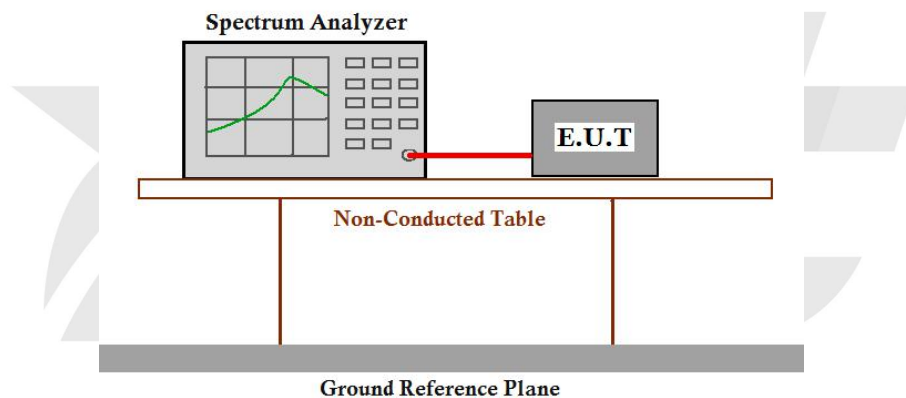 Spectrum Analyzer
E.U.T
Non-Conducted Table
Ground Reference Plane